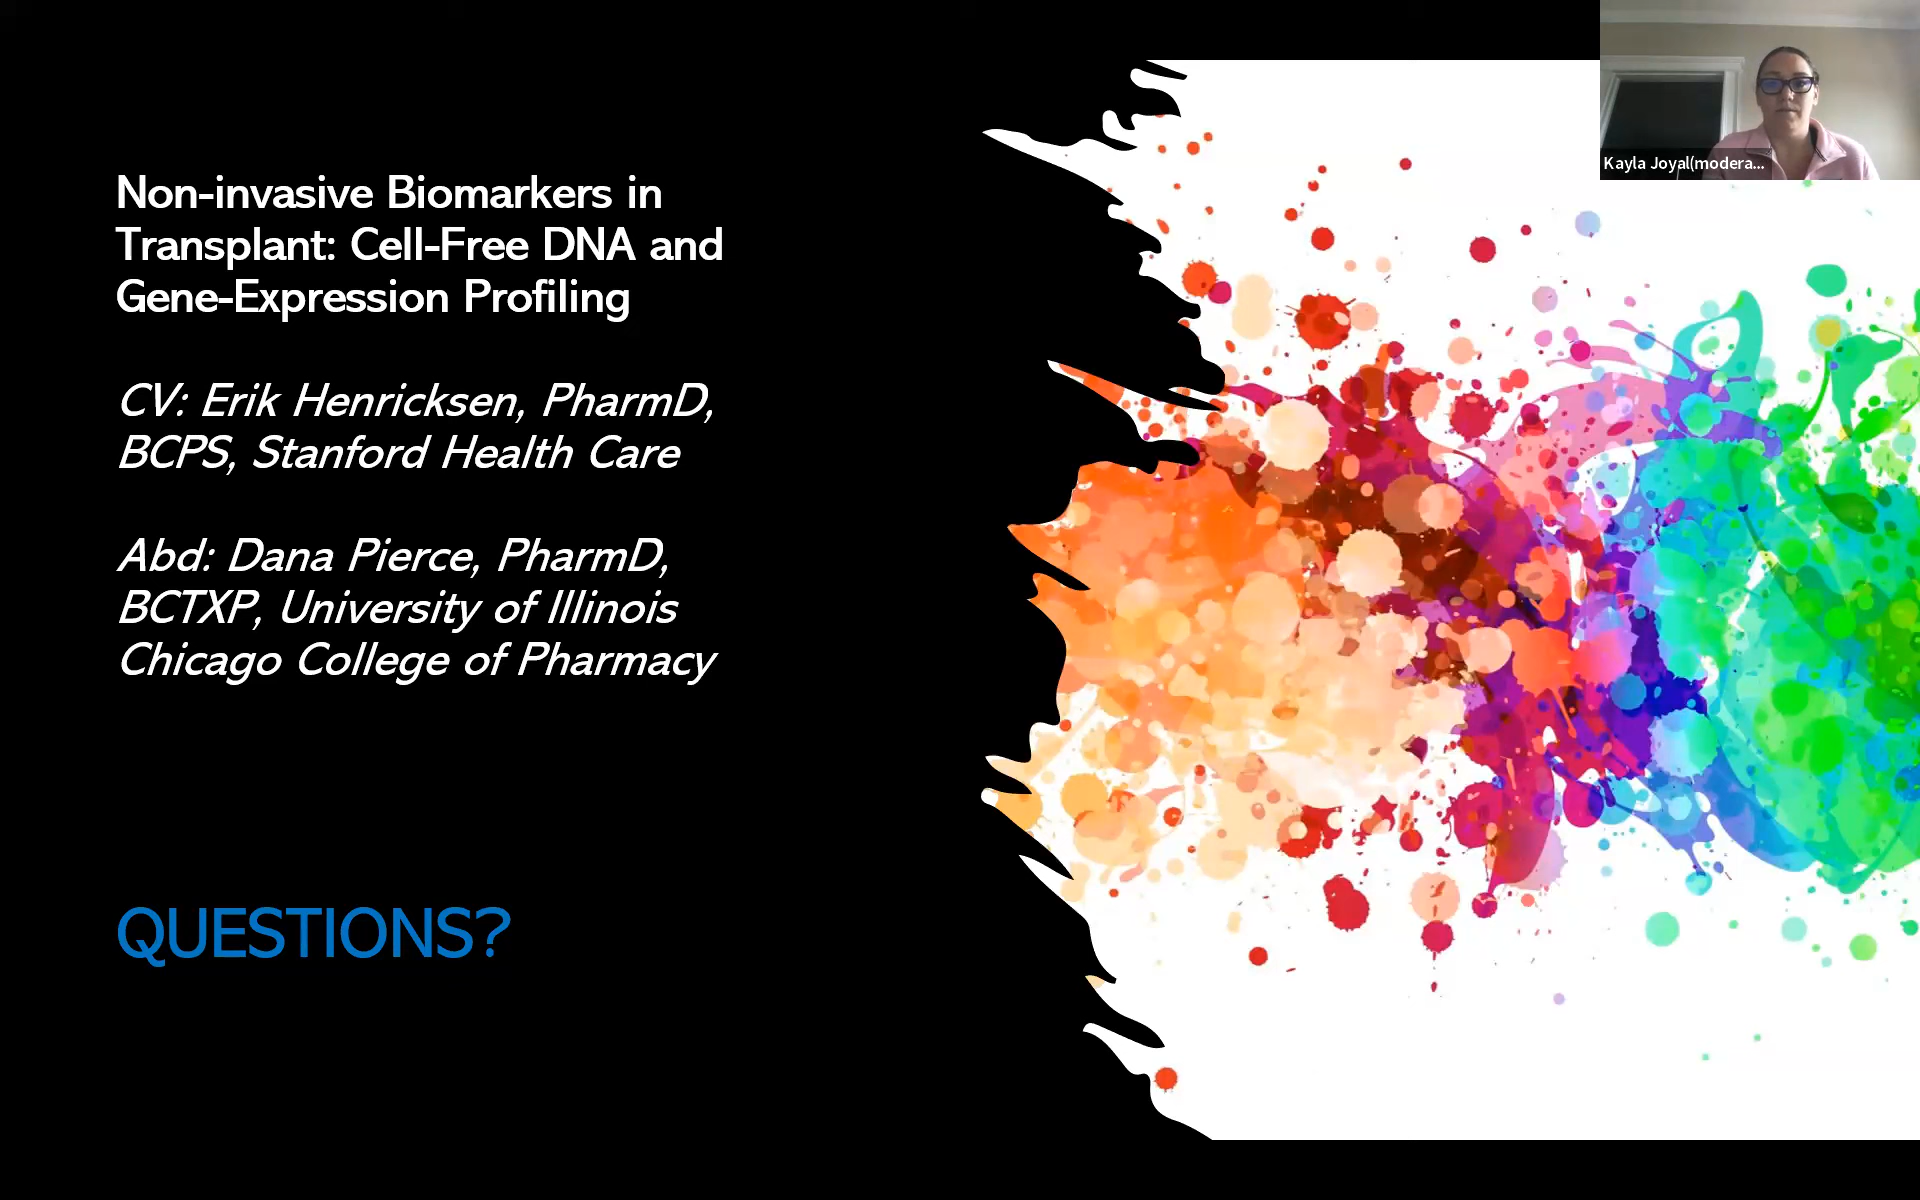 Non-invasive Biomarkers in
Transplant: Cell-Free DNA and
Gene-Expression Profiling
CV: Erik Henricksen, PharmD,
BCPS, Stanford Health Care
Abd: Dana Pierce, PharmD,
BCTXP, University of Illinois
Chicago College of Pharmacy
QUESTIONS?
Kayla Joyal(modera...